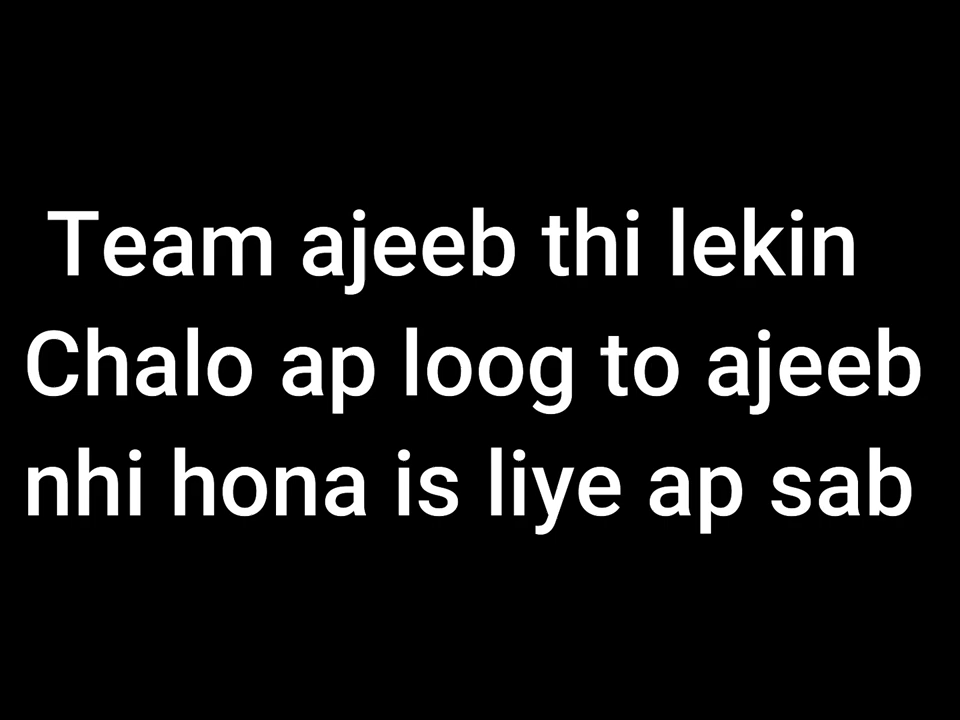 Team ajeeb thi lekin
Chalo ap loog to ajeeb
nhi hona is liye ap sab